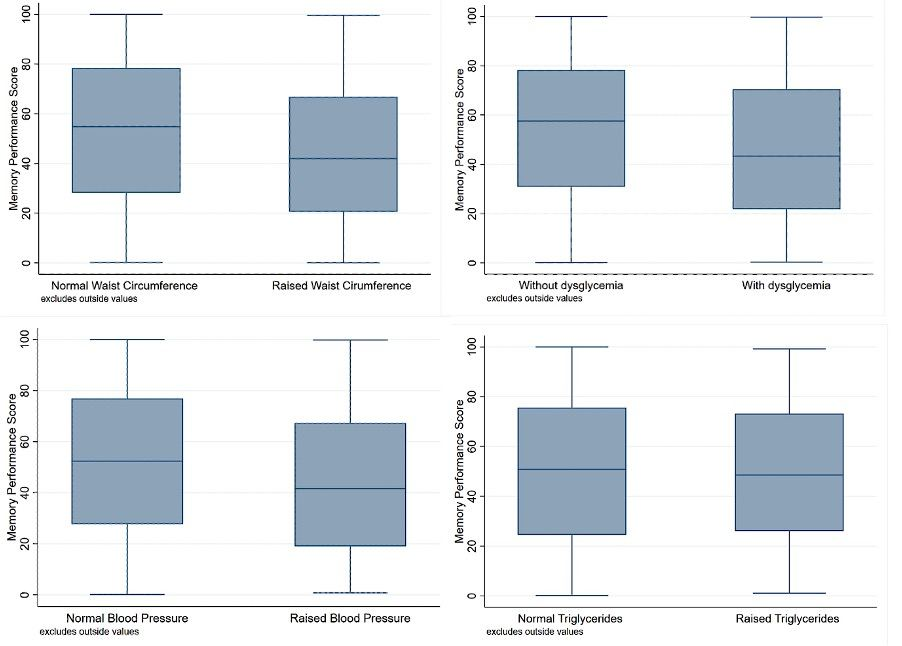 Memory Performance Score
100
80
60
40
20
0
Normal Waist Circumference
Raised Waist Cirumference
excludes outside values
Memory Performance Score
100
80
60
40
20
0
Without dysglycemia
With dysglycemia
excludes outside values
Memory Performance Score
100
80
60
40
20
0
Normal Blood Pressure
Raised Blood Pressure
excludes outside values
Memory Performance Score
100
80
60
40
20
0
Normal Triglycerides
Raised Triglycerides
excludes outside values